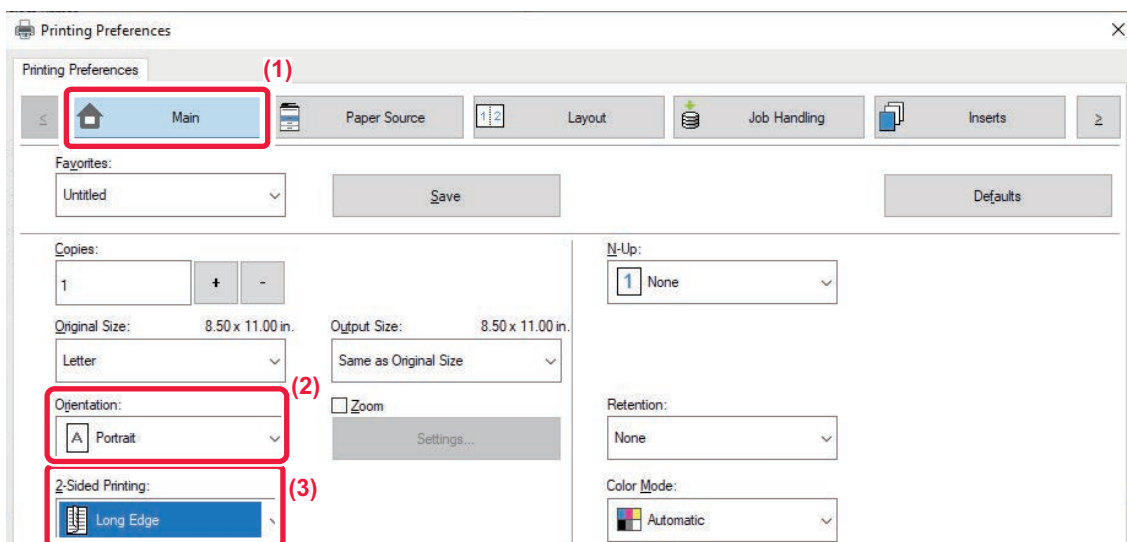 Printing Preferences
Printing Preferences
(1)
Main
Paper Source
1 2
Layout
Job Handling
Inserts
<
>
Favorites:
Untitled
Save
Defaults
Copies:
1
+
-
N-Up:
1 None
Original Size: 8.50 x 11.00 in.
Letter
Output Size: 8.50 x 11.00 in.
Same as Original Size
(2)
Orientation:
A Portrait
Zoom
Settings...
Retention:
None
(3)
2-Sided Printing:
Long Edge
Color Mode:
Automatic